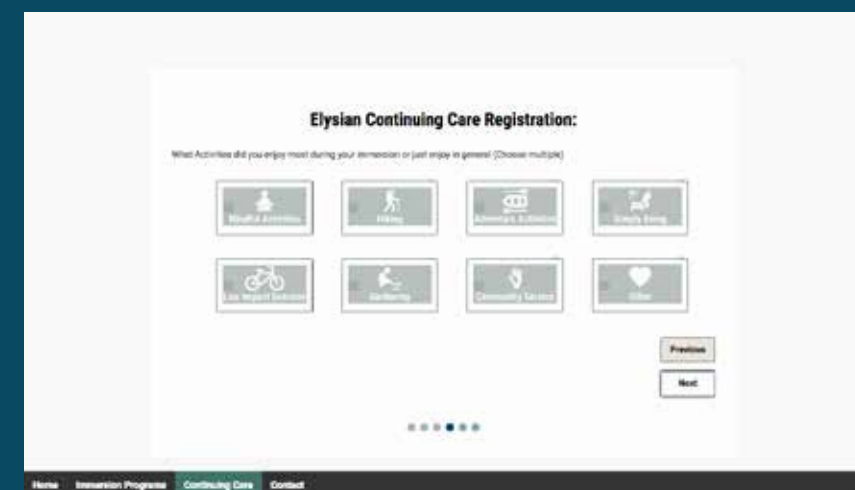 Elysian Continuing Care Registration:
What Activities did you enjoy most during your immersion or just enjoy in general (Choose multiple)
Mindful Activities
Hiking
Adventure Activities
Simply Being
Low Impact Exercise
Gardening
Community Service
Other
Previous
Next
Home Immersion Programs Continuing Care Contact